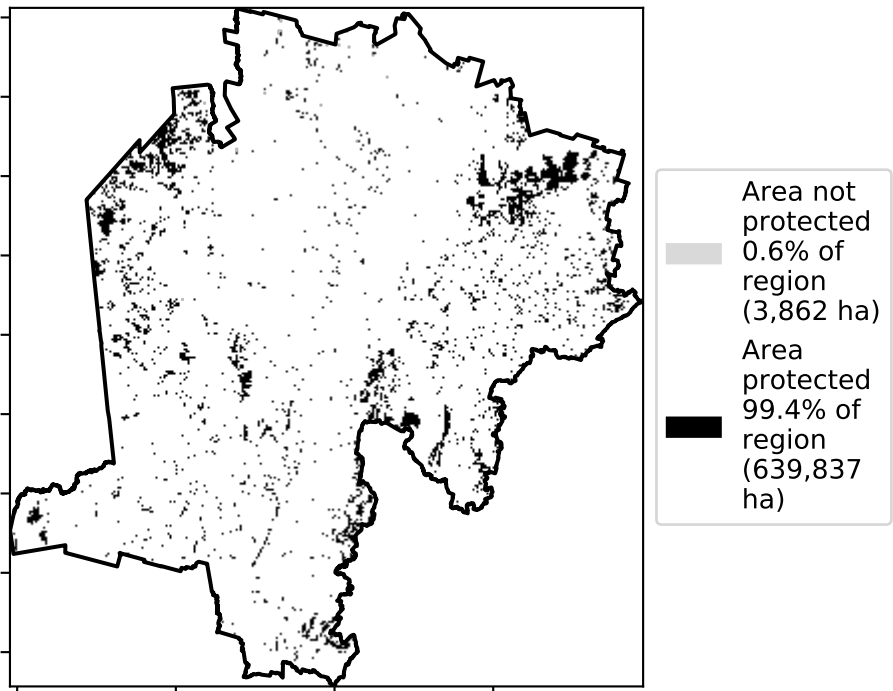 Area not
protected
0.6% of
region
(3,862 ha)
Area
protected
99.4% of
region
(639,837
ha)